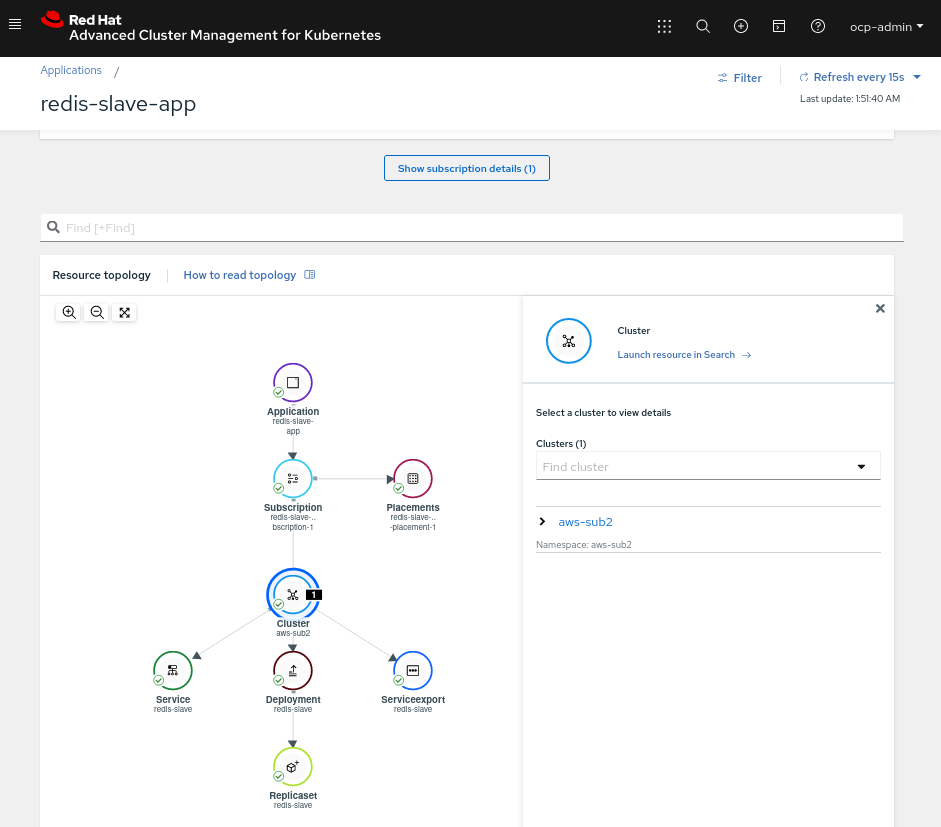 Red Hat
Advanced Cluster Management for Kubernetes
ocp-admin
Applications /
redis-slave-app
Filter
Refresh every 15s
Last update: 1:51:40 AM
Show subscription details (1)
Find [+Find]
Resource topology
How to read topology
Cluster
Launch resource in Search
Select a cluster to view details
Clusters (1)
Find cluster
aws-sub2
Namespace: aws-sub2
Application
redis-slave-
app
Subscription
redis-slave-..
bscription-1
Placements
redis-slave-..
-placement-1
1
Cluster
aws-sub2
Service
redis-slave
Deployment
redis-slave
Serviceexport
redis-slave
Replicaset
redis-slave